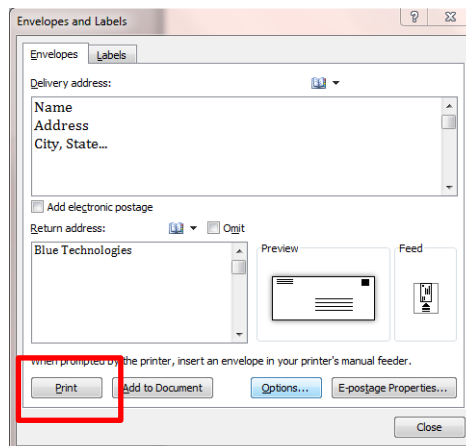 Envelopes and Labels
Envelopes Labels
Delivery address:
Name
Address
City, State...
Add electronic postage
Return address: Omit
Blue Technologies
Preview Feed
When prompted by the printer, insert an envelope in your printer's manual feeder.
Print Add to Document Options... E-postage Properties...
Close